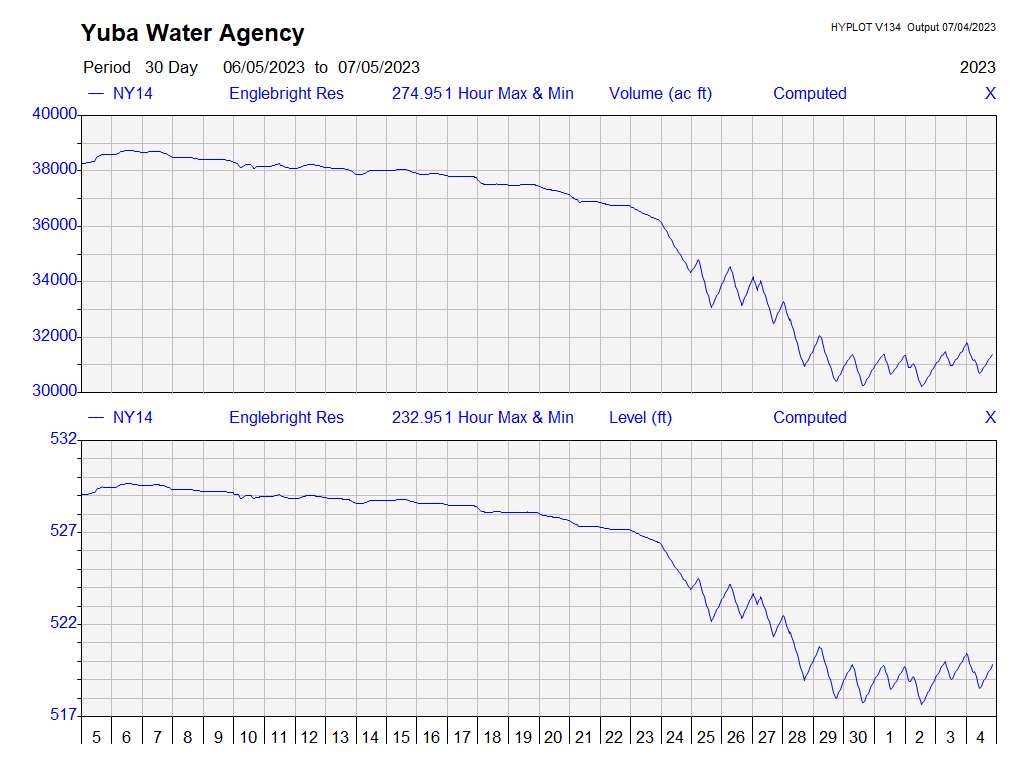 Yuba Water Agency
HYPLOT V134 Output 07/04/2023
Period 30 Day 06/05/2023 to 07/05/2023 2023
NY14 Englebright Res 274.951 Hour Max & Min Volume (ac ft) Computed X
40000
38000
36000
34000
32000
30000
NY14 Englebright Res 232.951 Hour Max & Min Level (ft) Computed X
532
527
522
517
5 6 7 8 9 10 11 12 13 14 15 16 17 18 19 20 21 22 23 24 25 26 27 28 29 30 1 2 3 4